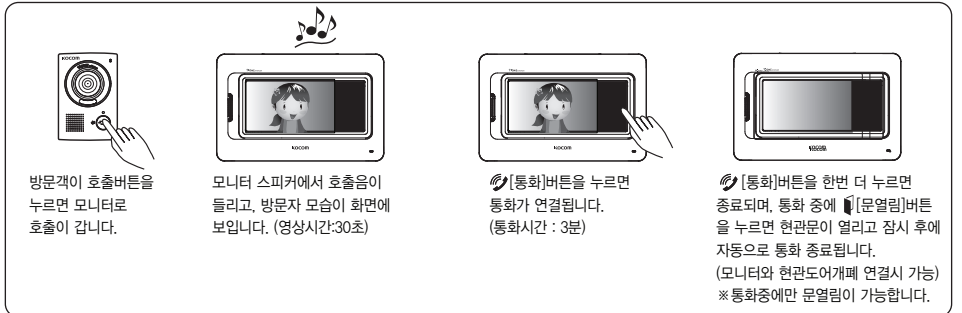 KOCOM
KOCOM
KOCOM
KOCOM
방문객이 호출버튼을
누르면 모니터로
호출이 갑니다.
모니터 스피커에서 호출음이
들리고, 방문자 모습이 화면에
보입니다. (영상시간:30초)
[통화]버튼을 누르면
통화가 연결됩니다.
(통화시간 : 3분)
[통화]버튼을 한번 더 누르면
종료되며, 통화 중에 [문열림]버튼
을 누르면 현관문이 열리고 잠시 후에
자동으로 통화 종료됩니다.
(모니터와 현관도어개폐 연결시 가능)
※통화중에만 문열림이 가능합니다.